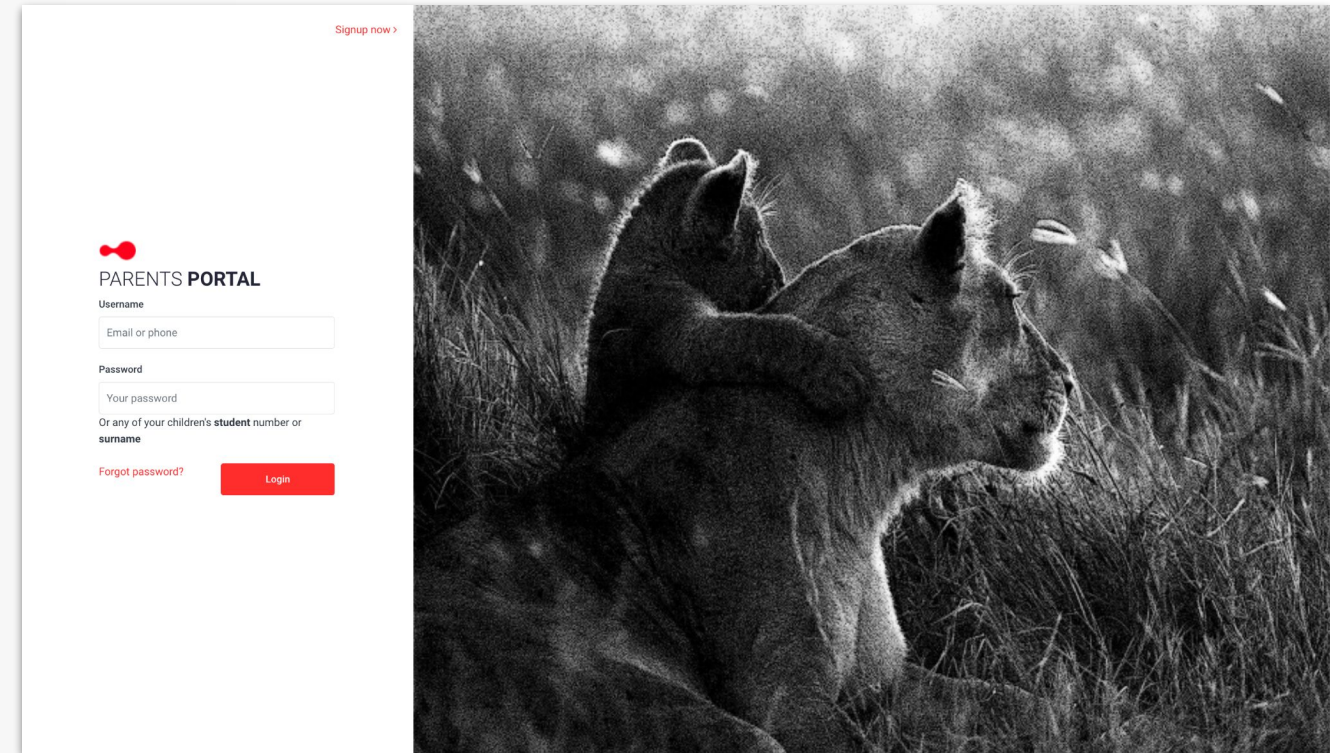 Signup now >
PARENTS PORTAL
Username
Email or phone
Password
Your password
Or any of your children's student number or
surname
Forgot password?
Login